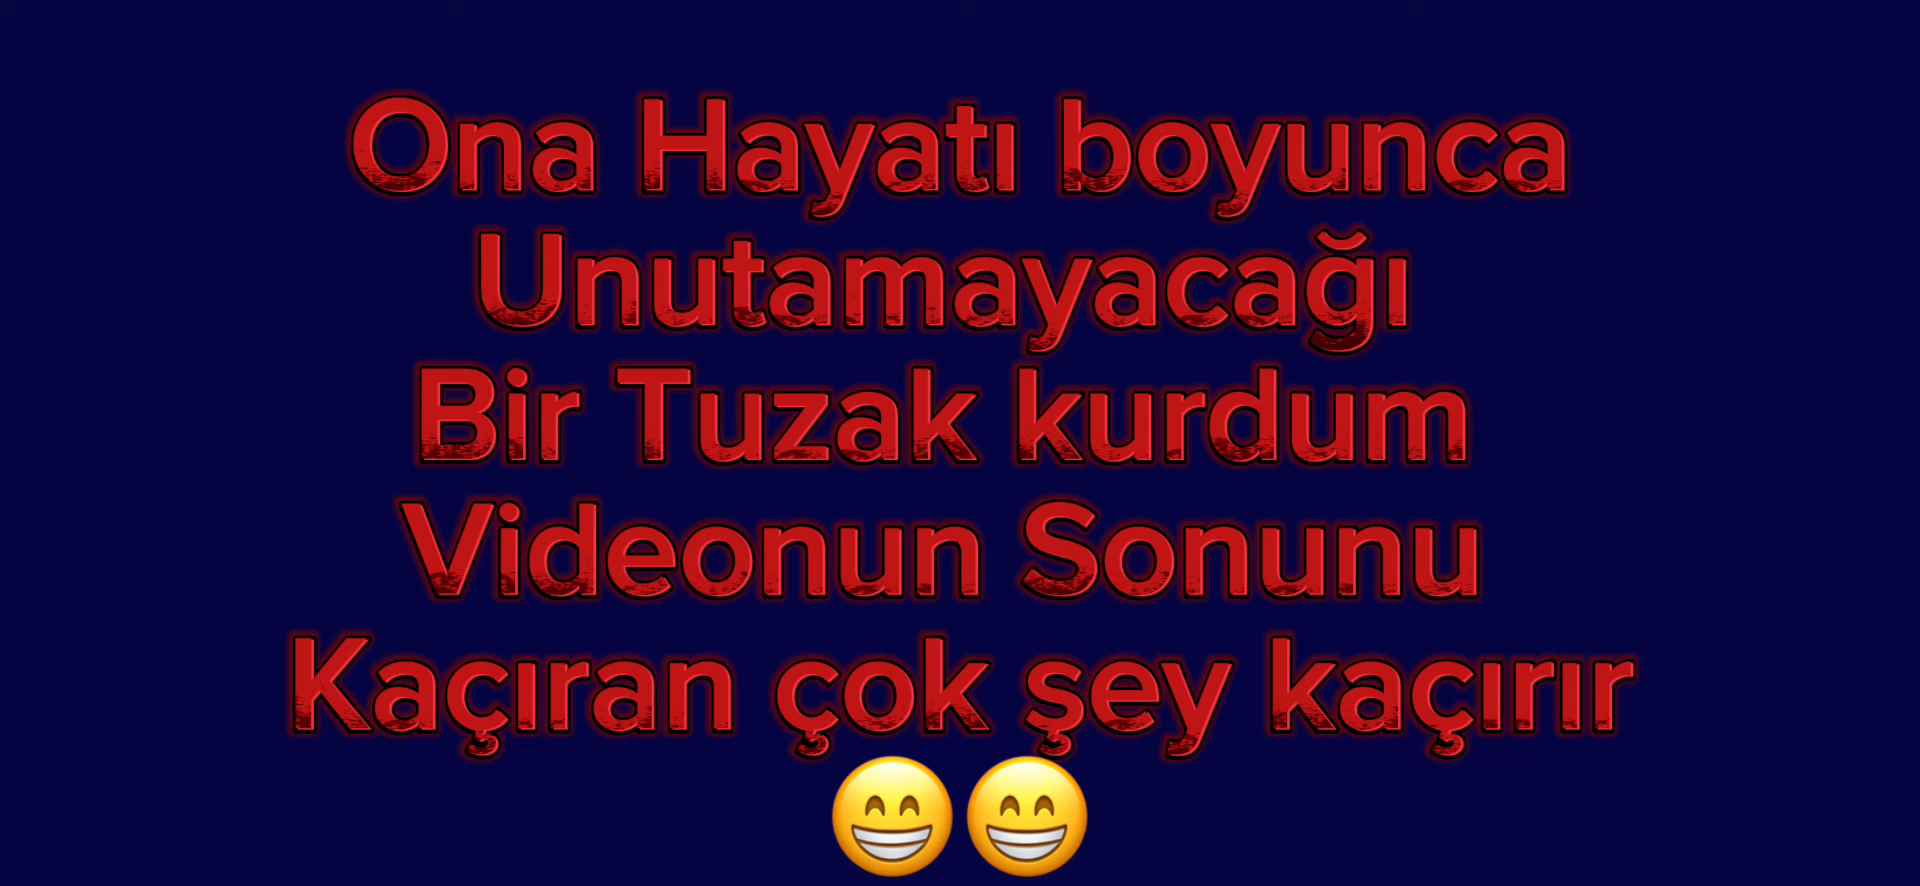 Ona Hayatı boyunca
Unutamayacağı
Bir Tuzak kurdum
Videonun Sonunu
Kaçıran çok şey kaçırır
😁😁